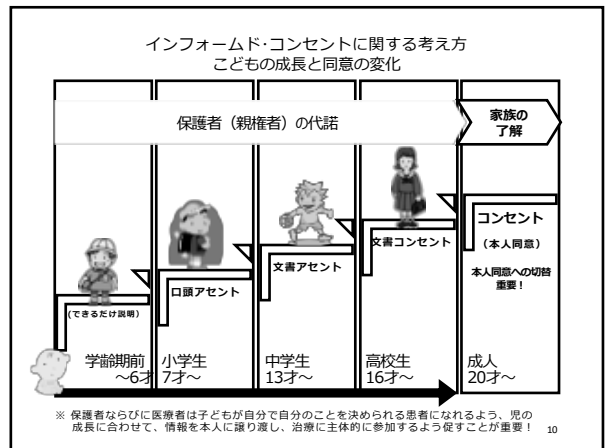 インフォームド･コンセントに関する考え方
こどもの成長と同意の変化
保護者（親権者）の代諾
家族の
了解
(できるだけ説明)
口頭アセント
文書アセント
文書コンセント
コンセント
（本人同意）
本人同意への切替
重要！
学齢期前
～6才
小学生
7才～
中学生
13才～
高校生
16才～
成人
20才～
※ 保護者ならびに医療者は子どもが自分で自分のことを決められる患者になれるよう、児の
成長に合わせて、情報を本人に譲り渡し、治療に主体的に参加するよう促すことが重要！
10